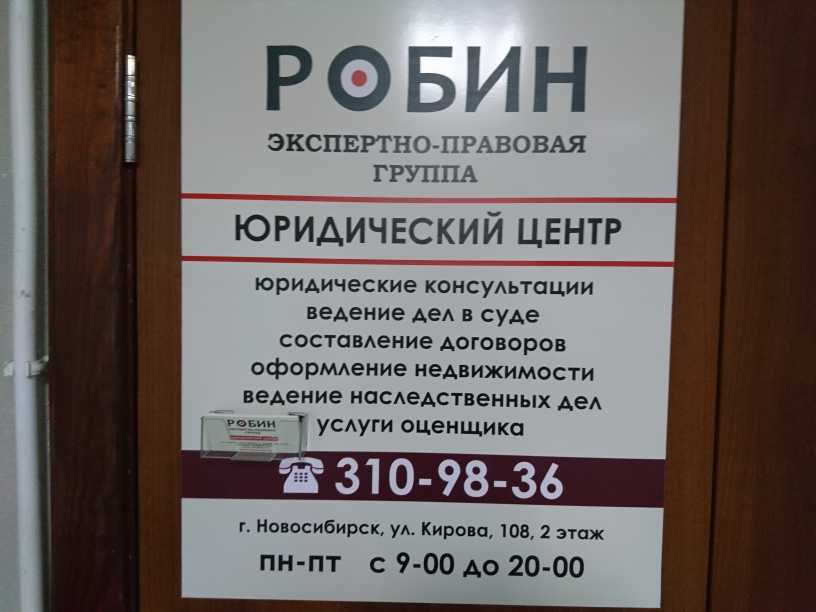 РОБИН
ЭКСПЕРТНО-ПРАВОВАЯ
ГРУППА
ЮРИДИЧЕСКИЙ ЦЕНТР
юридические консультации
ведение дел в суде
составление договоров
оформление недвижимости
ведение наследственных дел
услуги оценщика
РОБИН
310-98-36
г. Новосибирск, ул. Кирова, 108, 2 этаж
пн-пт с 9-00 до 20-00